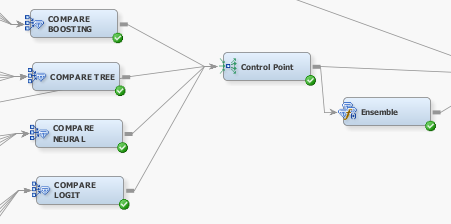 COMPARE
BOOSTING
COMPARE TREE
Control Point
Ensemble
COMPARE
NEURAL
COMPARE
LOGIT